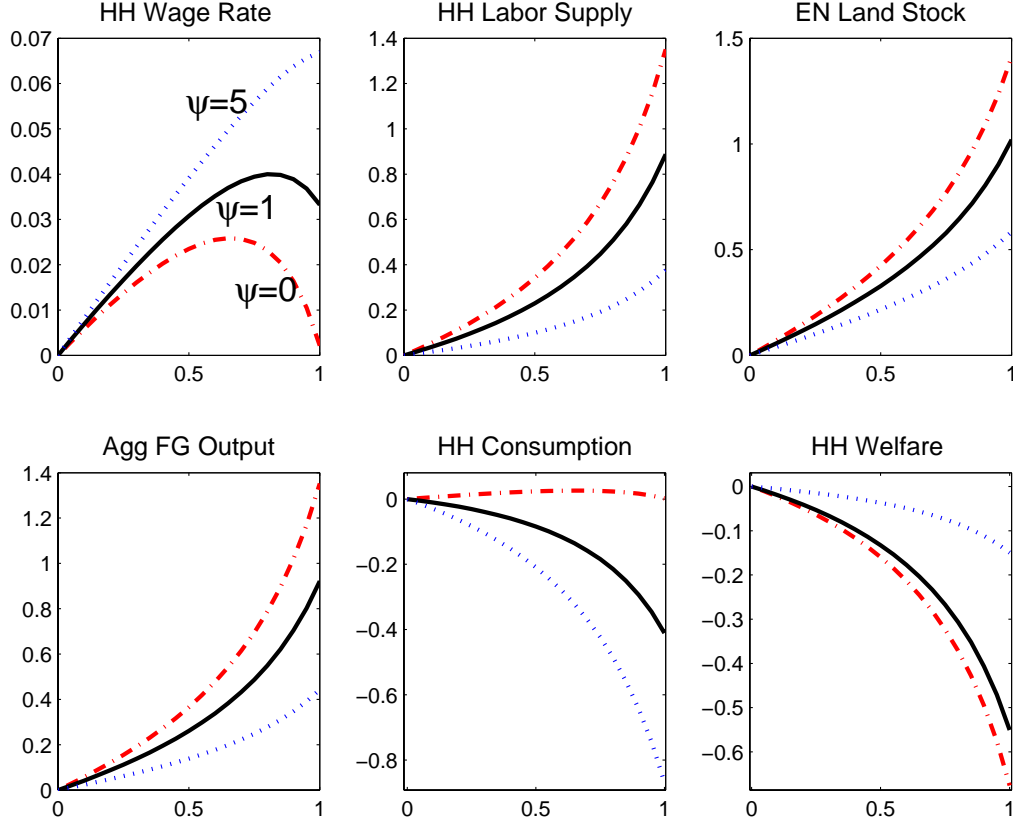 HH Wage Rate
0.07
0.06
0.05
0.04
0.03
0.02
0.01
0
0 0.5 1
ψ=5
ψ=1
ψ=0
HH Labor Supply
1.4
1.2
1
0.8
0.6
0.4
0.2
0
0 0.5 1
EN Land Stock
1.5
1
0.5
0
0 0.5 1
Agg FG Output
1.4
1.2
1
0.8
0.6
0.4
0.2
0
0 0.5 1
HH Consumption
0
−0.2
−0.4
−0.6
−0.8
0 0.5 1
HH Welfare
0
−0.1
−0.2
−0.3
−0.4
−0.5
−0.6
0 0.5 1